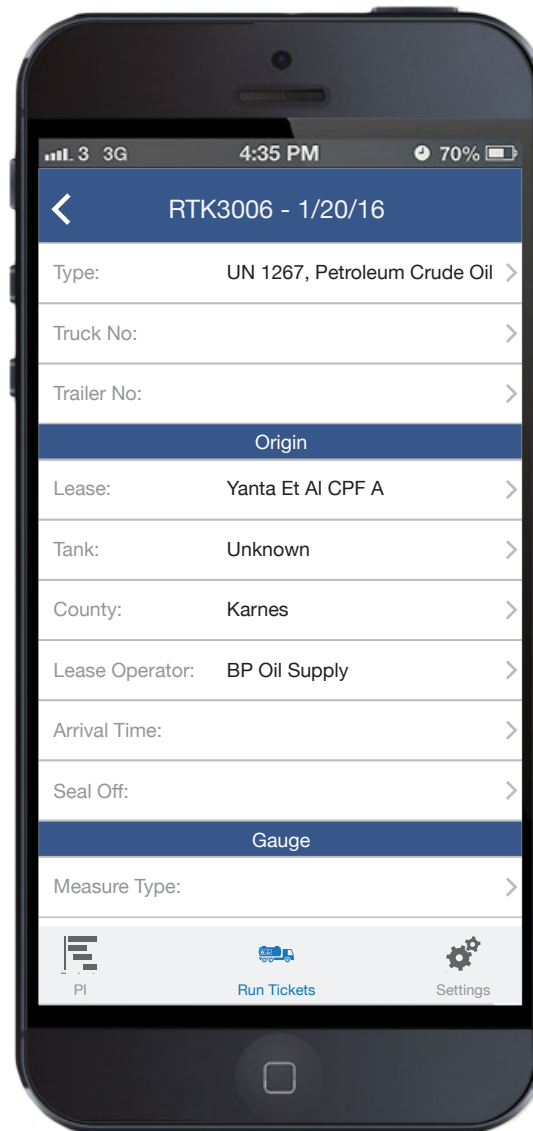 3 3G 4:35 PM 70%
RTK3006 - 1/20/16
Type: UN 1267, Petroleum Crude Oil
Truck No:
Trailer No:
Origin
Lease: Yanta Et Al CPF A
Tank: Unknown
County: Karnes
Lease Operator: BP Oil Supply
Arrival Time:
Seal Off:
Gauge
Measure Type:
PI Run Tickets Settings